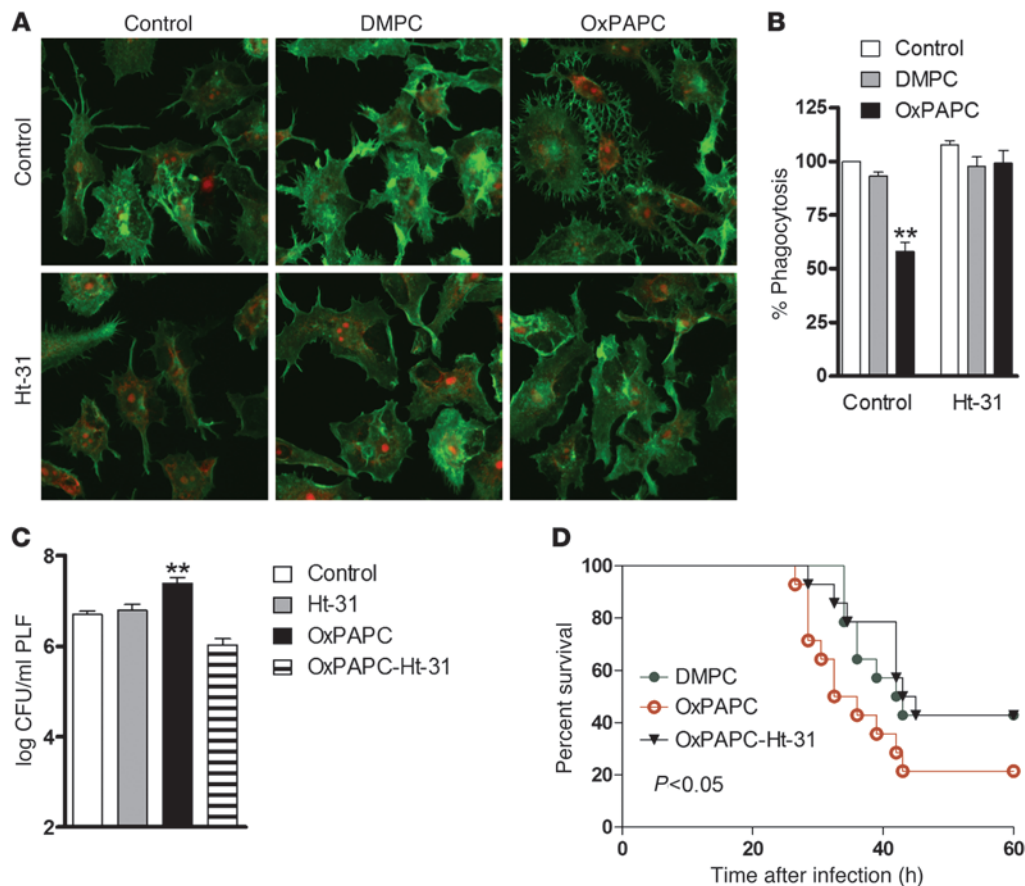 A
Control
DMPC
OxPAPC
Control
Ht-31
B
Control
DMPC
OxPAPC
% Phagocytosis
125
100
75
50
25
0
**
Control
Ht-31
C
log CFU/ml PLF
8
6
4
2
**
Control
Ht-31
OxPAPC
OxPAPC-Ht-31
D
Percent survival
100
80
60
40
20
0
DMPC
OxPAPC
OxPAPC-Ht-31
P<0.05
0
20
40
60
Time after infection (h)